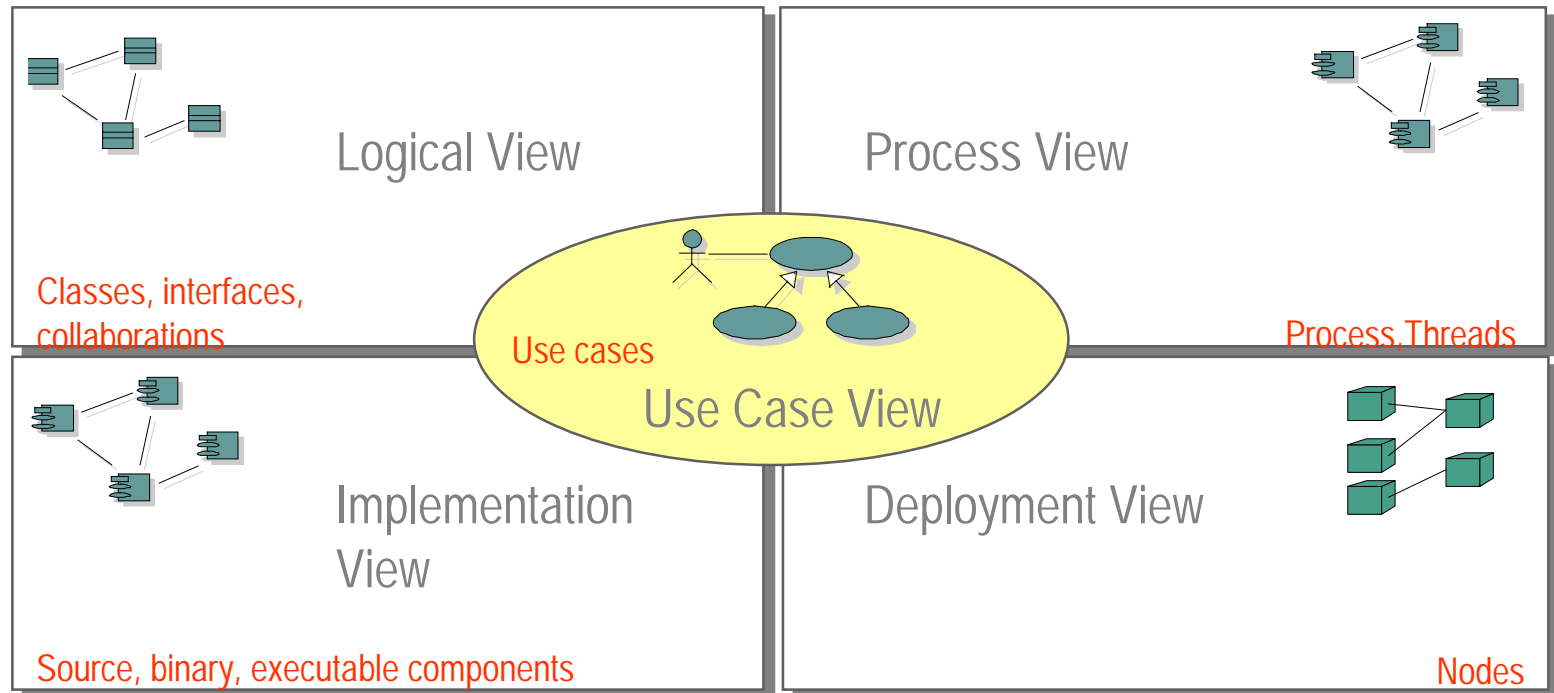 Logical View
Classes, interfaces,
collaborations
Process View
Process,Threads
Use cases
Use Case View
Implementation
View
Source, binary, executable components
Deployment View
Nodes